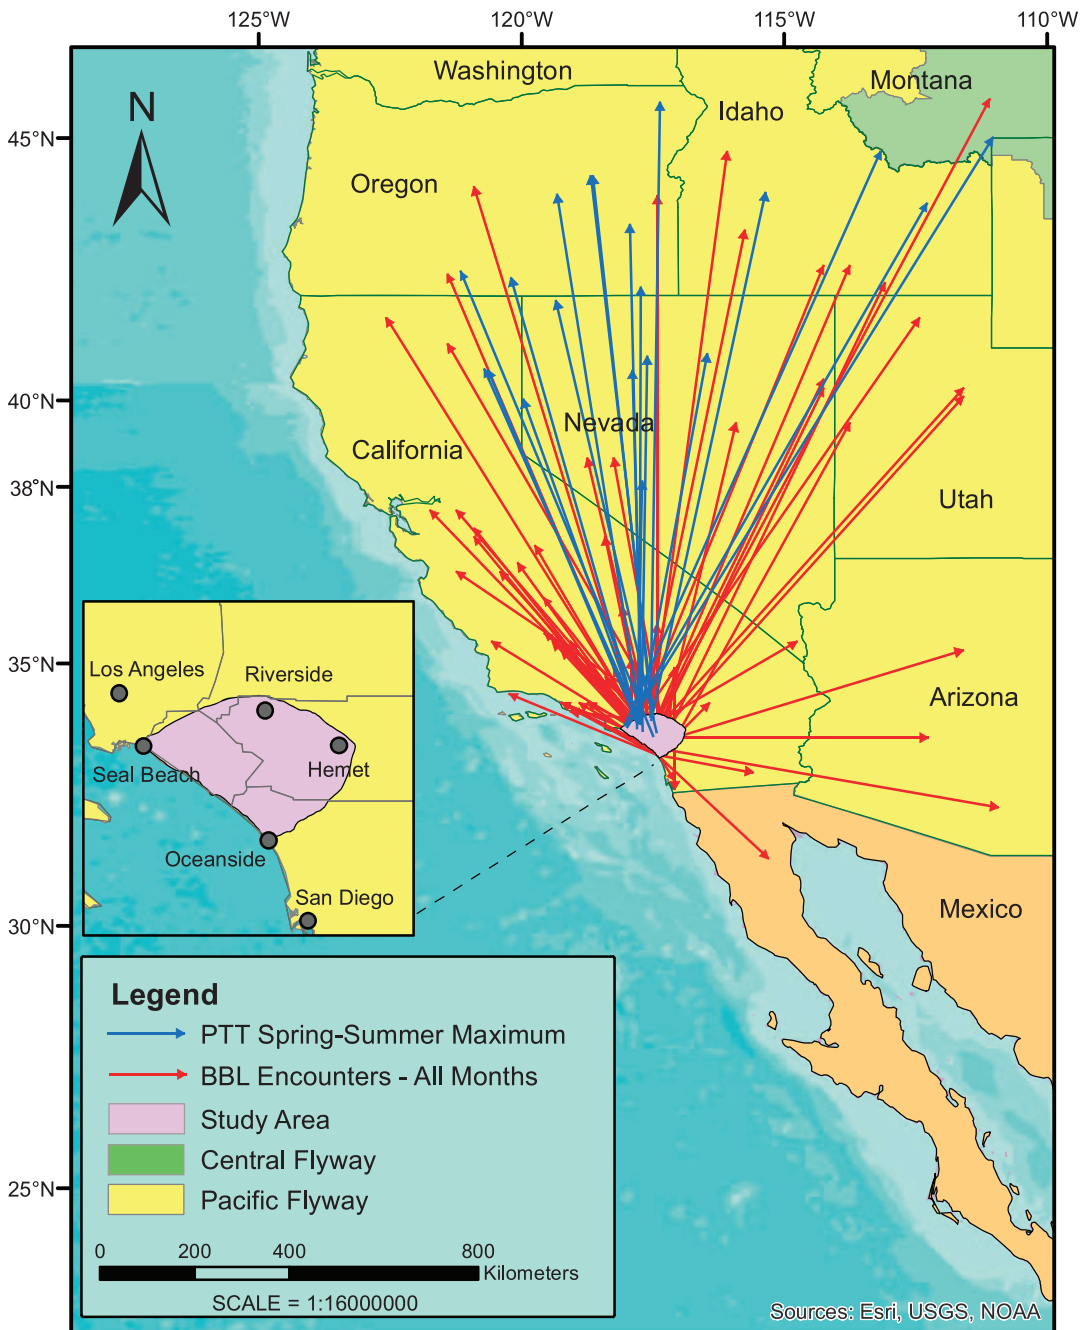 125°W 120°W 115°W 110°W
Washington
Montana
Idaho
N
45°N
Oregon
40°N
Nevada
California
38°N
Utah
35°N
Los Angeles
Riverside
Arizona
Seal Beach
Hemet
Oceanside
San Diego
Mexico
30°N
Legend
PTT Spring-Summer Maximum
BBL Encounters - All Months
Study Area
Central Flyway
Pacific Flyway
25°N
0 200 400 800
Kilometers
SCALE = 1:16000000
Sources: Esri, USGS, NOAA